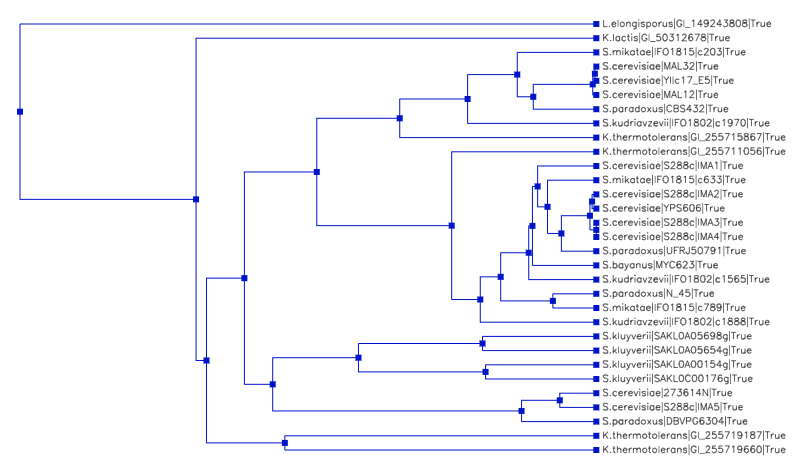 L.elongisporus|GI_149243808|True
K.lactis|GI_50312678|True
S.mikatae|IFO1815|c203|True
S.cerevisiae|MAL32|True
S.cerevisiae|YIIc17_E5|True
S.cerevisiae|MAL12|True
S.paradoxus|CBS432|True
S.kudriavzevii|IFO1802|c1970|True
K.thermotolerans|GI_255715867|True
K.thermotolerans|GI_255711056|True
S.cerevisiae|S288c|IMA1|True
S.mikatae|IFO1815|c633|True
S.cerevisiae|S288c|IMA2|True
S.cerevisiae|YPS606|True
S.cerevisiae|S288c|IMA3|True
S.cerevisiae|S288c|IMA4|True
S.paradoxus|UFRJ50791|True
S.bayanus|MYC623|True
S.kudriavzevii|IFO1802|c1565|True
S.paradoxus|N_45|True
S.mikatae|IFO1815|c789|True
S.kudriavzevii|IFO1802|c1888|True
S.kluyverii|SAKL0A05698g|True
S.kluyverii|SAKL0A05654g|True
S.kluyverii|SAKL0A00154g|True
S.kluyverii|SAKL0C00176g|True
S.cerevisiae|273614N|True
S.cerevisiae|S288c|IMA5|True
S.paradoxus|DBVPG6304|True
K.thermotolerans|GI_255719187|True
K.thermotolerans|GI_255719660|True